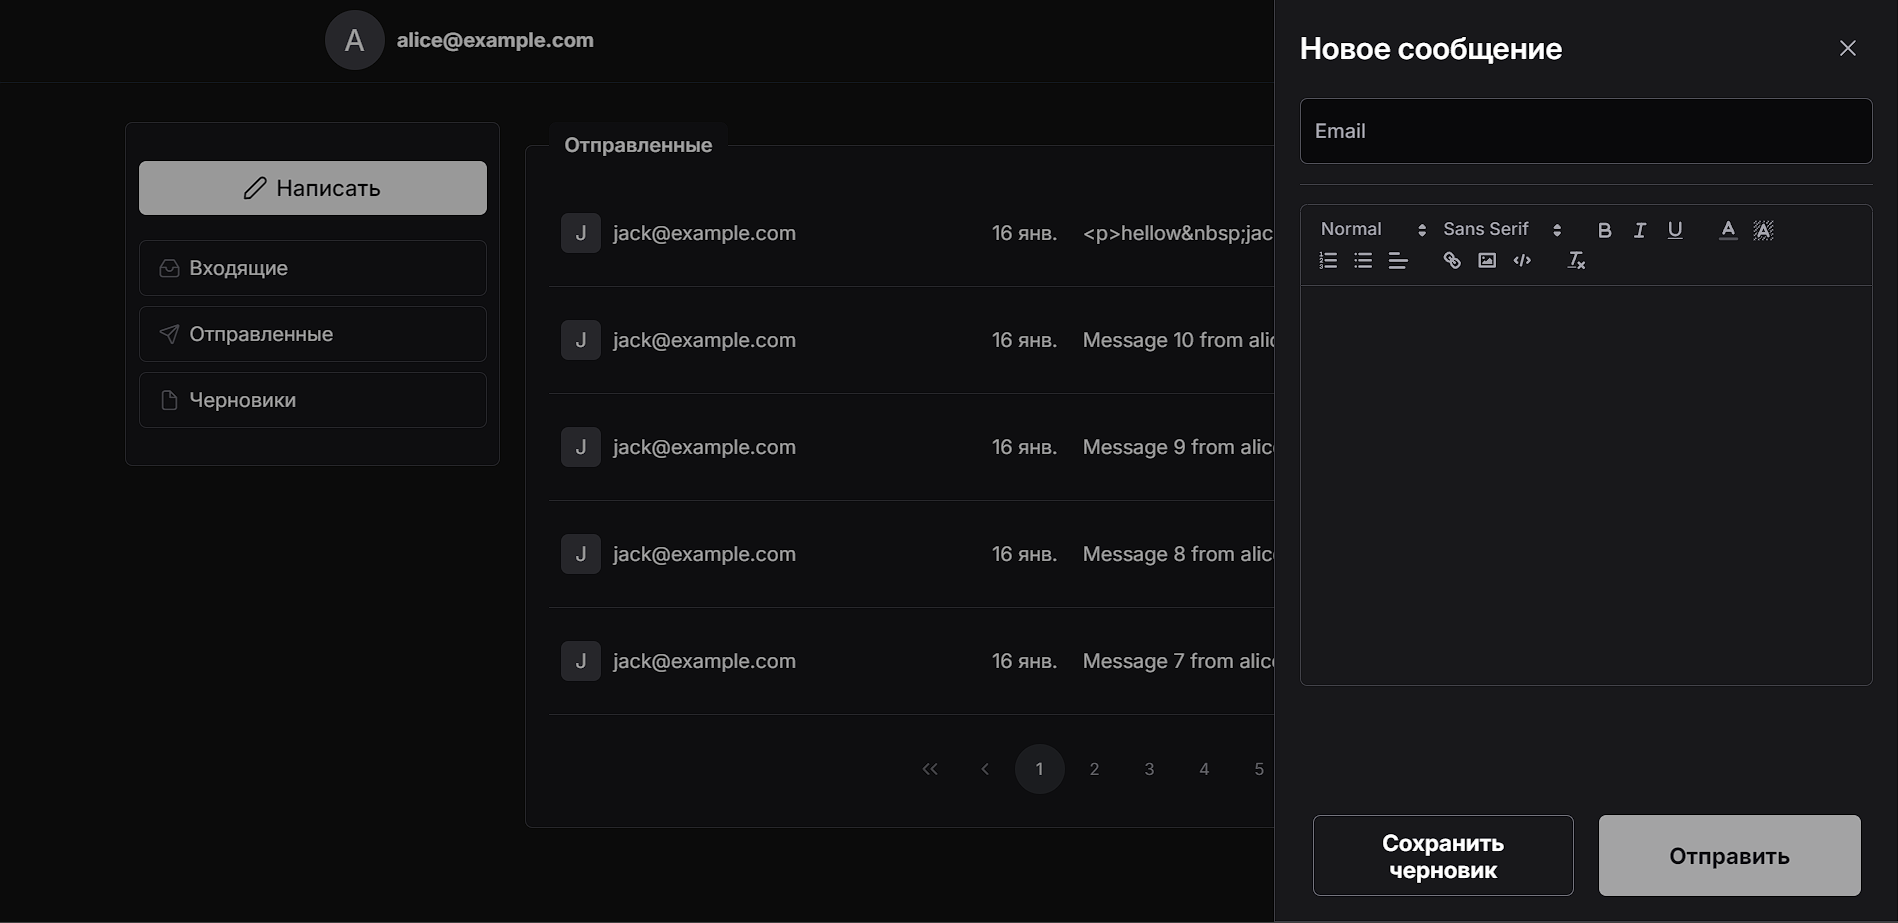 A alice@example.com
Написать
Входящие
Отправленные
Черновики
Отправленные
J jack@example.com 16 янв. <p>hellow&nbsp;jac
J jack@example.com 16 янв. Message 10 from alic
J jack@example.com 16 янв. Message 9 from alic
J jack@example.com 16 янв. Message 8 from alic
J jack@example.com 16 янв. Message 7 from alic
1 2 3 4 5
Новое сообщение
Email
Normal Sans Serif B I U A A
Сохранить
черновик
Отправить